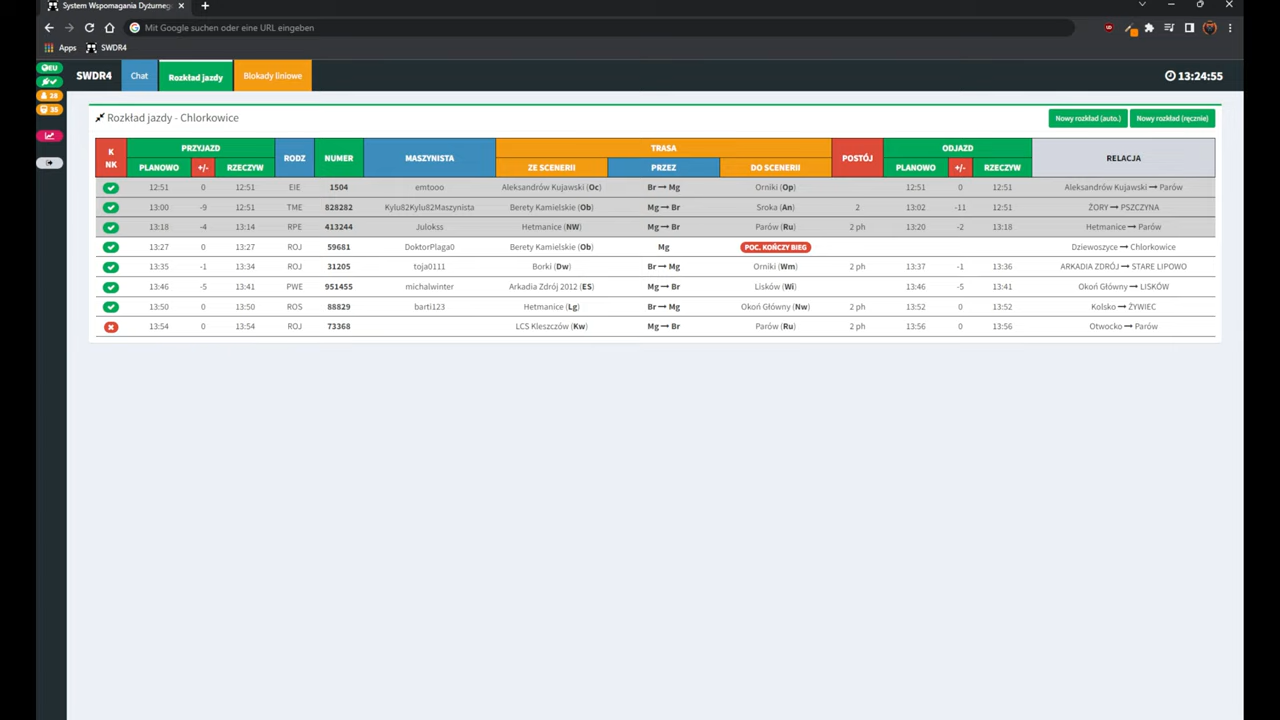 System Wspomagania Dyżurneg
Mit Google suchen oder eine URL eingeben
Apps SWDR4
EU
28
35
SWDR4 Chat Rozkład jazdy Blokady liniowe 13:24:55
Rozkład jazdy - Chlorkowice Nowy rozkład (auto.) Nowy rozkład (ręcznie)
K NK PRZYJAZD RODZ NUMER MASZYNISTA TRASA POSTÓJ ODJAZD RELACJA
PLANOWO +/- RZECZYW ZE SCENERII PRZEZ DO SCENERII PLANOWO +/- RZECZYW
12:51 0 12:51 EIE 1504 emtooo Aleksandrów Kujawski (Oc) Br → Mg Orniki (Op) 12:51 0 12:51 Aleksandrów Kujawski → Parów
13:00 -9 12:51 TME 828282 Kylu82Kylu82Maszynista Berety Kamielskie (Ob) Mg → Br Sroka (An) 2 13:02 -11 12:51 ŻORY → PSZCZYNA
13:18 -4 13:14 RPE 413244 Julokss Hetmanice (NW) Mg → Br Parów (Ru) 2 ph 13:20 -2 13:18 Hetmanice → Parów
13:27 0 13:27 ROJ 59681 DoktorPlaga0 Berety Kamielskie (Ob) Mg POC. KOŃCZY BIEG Dziewoszyce → Chlorkowice
13:35 -1 13:34 ROJ 31205 toja0111 Borki (Dw) Br → Mg Orniki (Wm) 2 ph 13:37 -1 13:36 ARKADIA ZDRÓJ → STARE LIPOWO
13:46 -5 13:41 PWE 951455 michalwinter Arkadia Zdrój 2012 (ES) Br → Mg Lisków (Wi) 13:46 -5 13:41 Okoń Główny → LISKÓW
13:50 0 13:50 ROS 88829 barti123 Hetmanice (Lg) Br → Mg Okoń Główny (Nw) 2 ph 13:52 0 13:52 Kolsko → ŻYWIEC
13:54 0 13:54 ROJ 73368 LCS Kleszczów (Kw) Mg → Br Parów (Ru) 2 ph 13:56 0 13:56 Otwocko → Parów